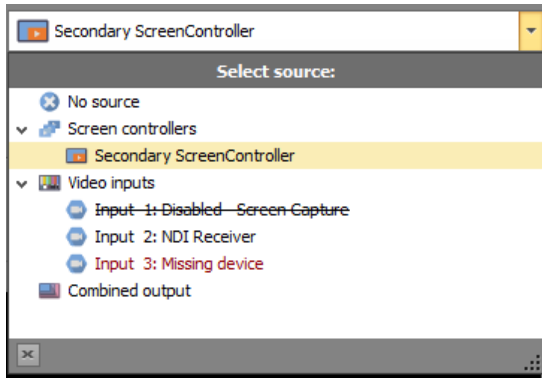 Secondary ScreenController
Select source:
No source
Screen controllers
Secondary ScreenController
Video inputs
Input 1: Disabled - Screen Capture
Input 2: NDI Receiver
Input 3: Missing device
Combined output